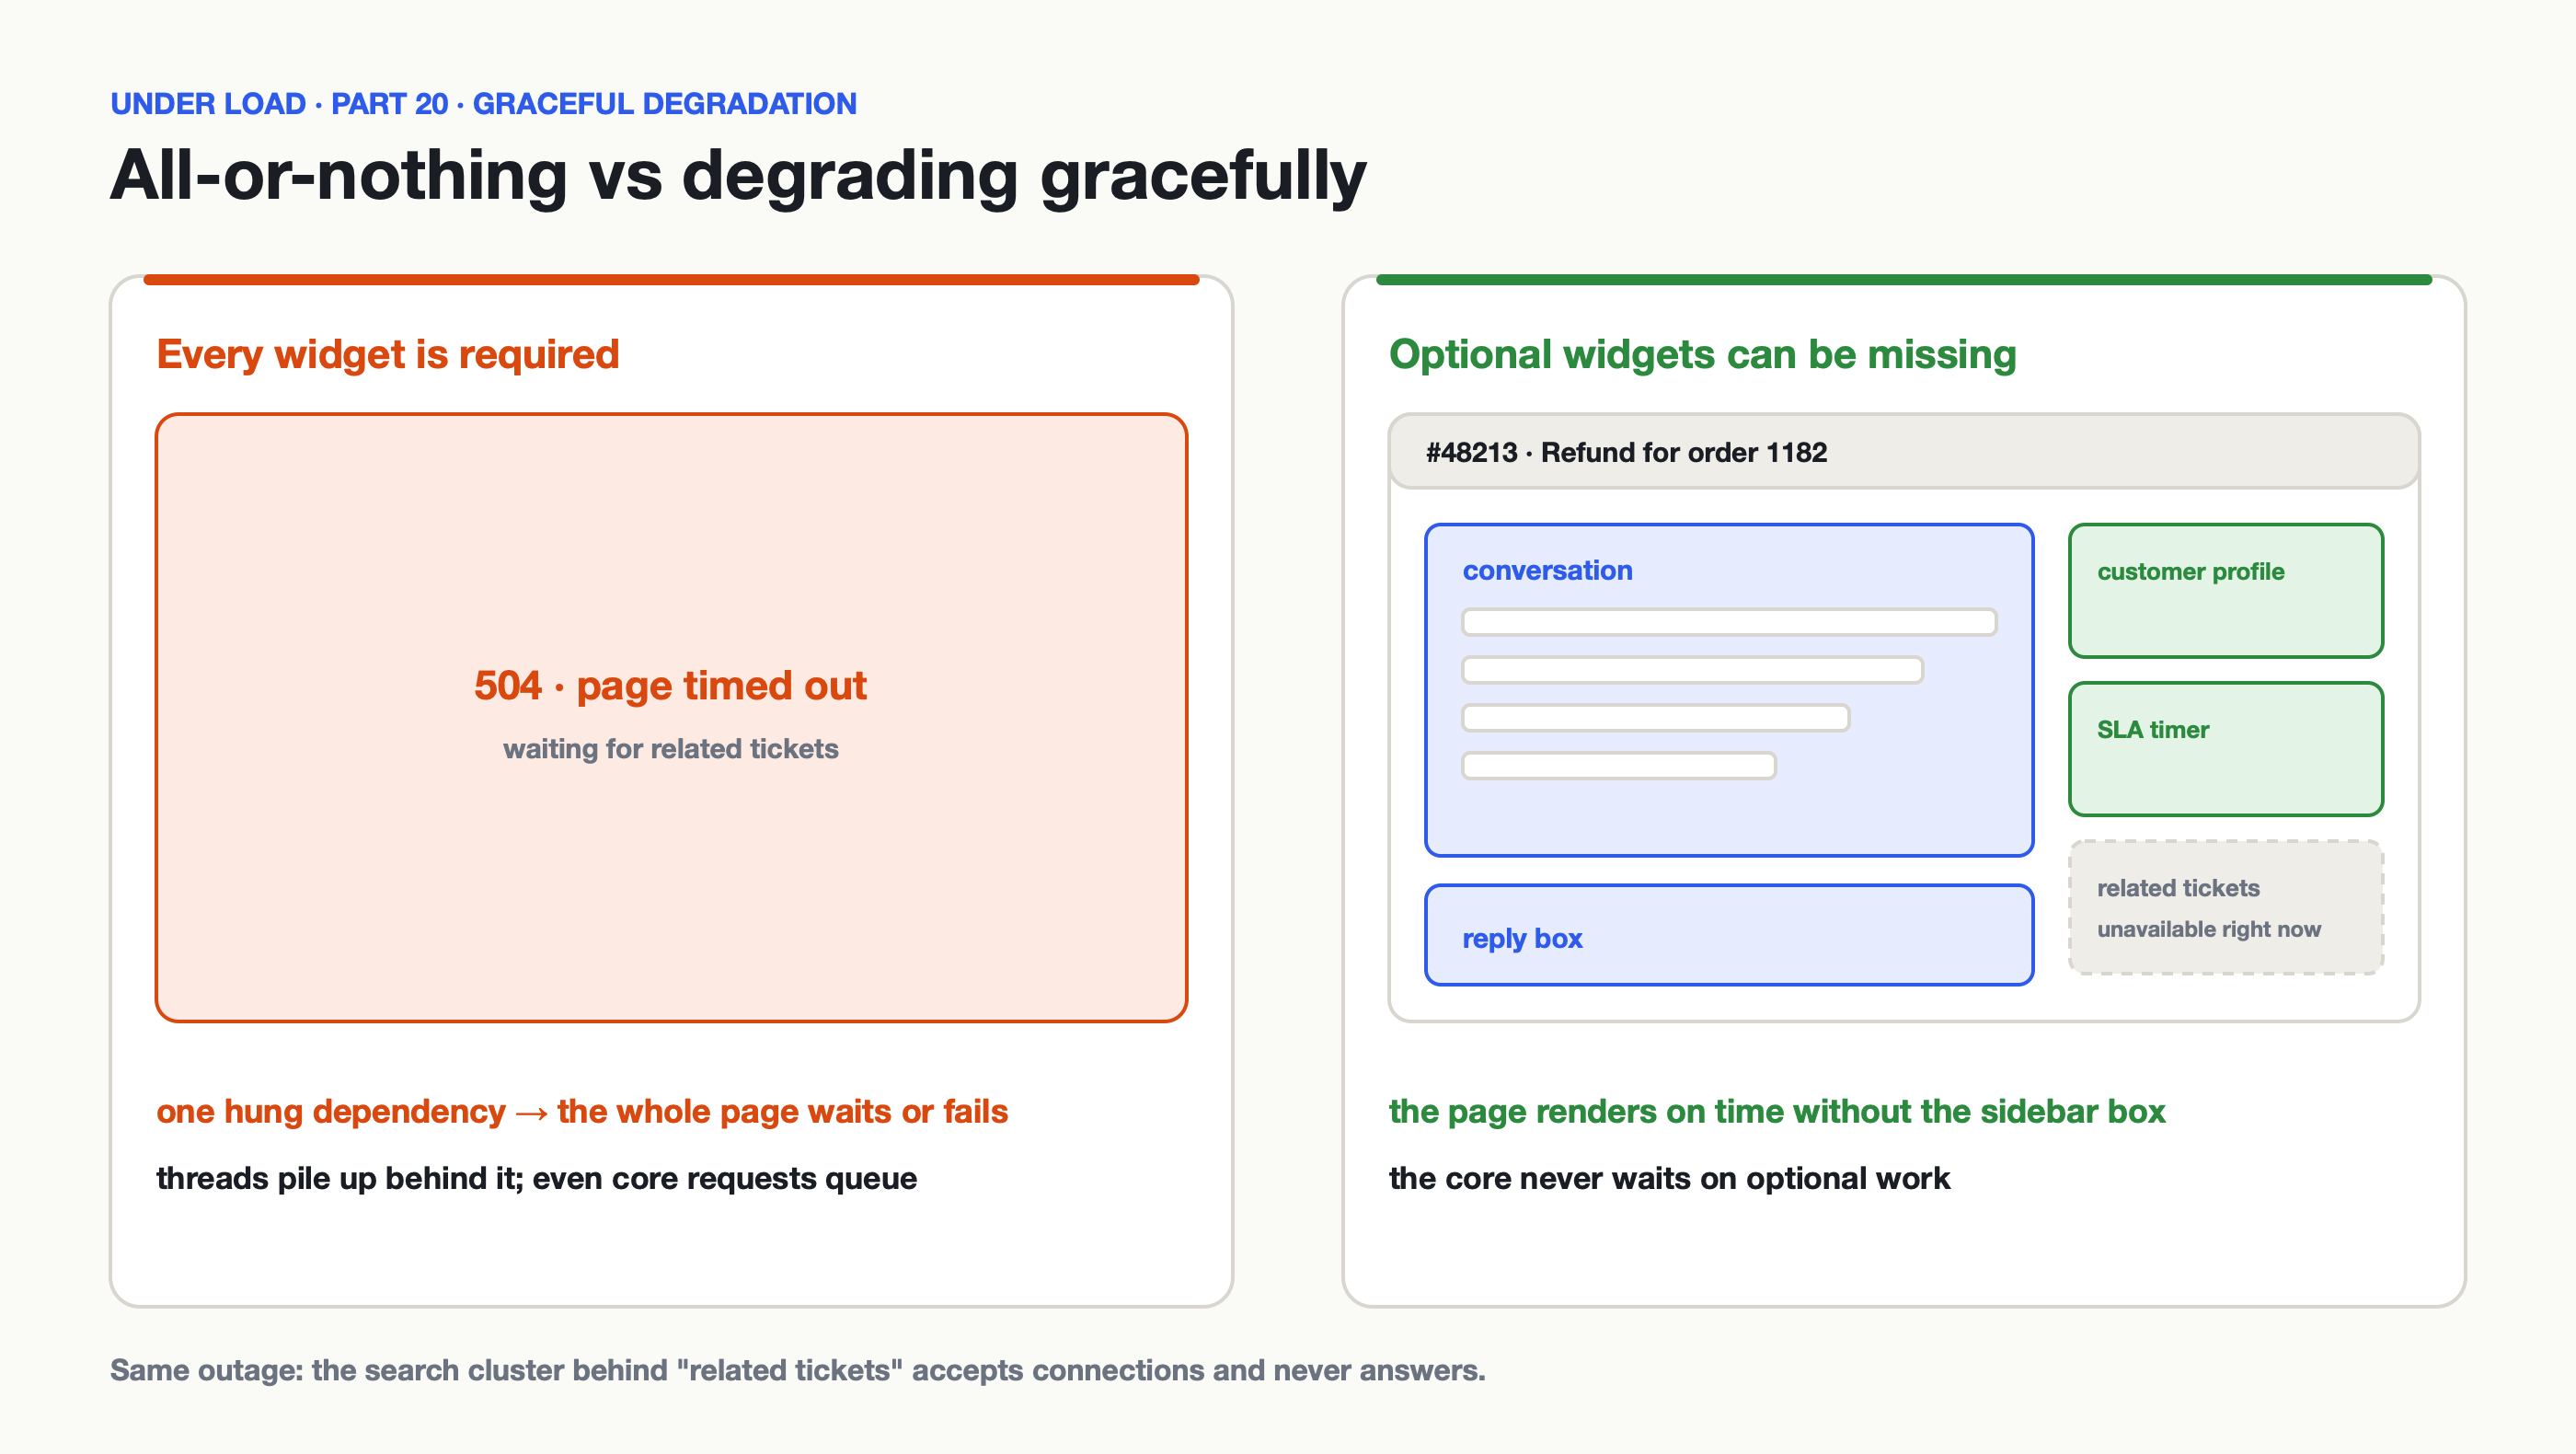 UNDER LOAD · PART 20 · GRACEFUL DEGRADATION
All-or-nothing vs degrading gracefully
Every widget is required
504 · page timed out
waiting for related tickets
one hung dependency → the whole page waits or fails
threads pile up behind it; even core requests queue
Optional widgets can be missing
#48213 · Refund for order 1182
conversation
reply box
customer profile
SLA timer
related tickets
unavailable right now
the page renders on time without the sidebar box
the core never waits on optional work
Same outage: the search cluster behind "related tickets" accepts connections and never answers.